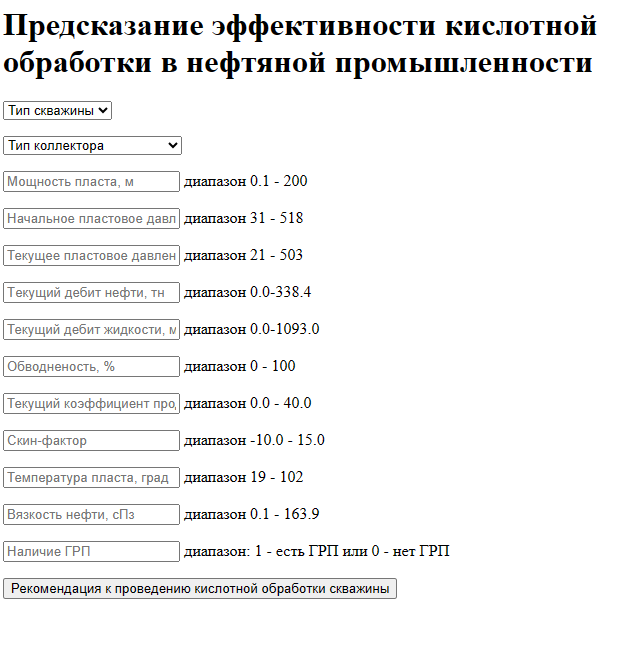 Предсказание эффективности кислотной
обработки в нефтяной промышленности
Тип скважины
Тип коллектора
Мощность пласта, м диапазон 0.1 - 200
Начальное пластовое давл диапазон 31 - 518
Текущее пластовое давлен диапазон 21 - 503
Текущий дебит нефти, тн диапазон 0.0-338.4
Текущий дебит жидкости, м диапазон 0.0-1093.0
Обводненость, % диапазон 0 - 100
Текущий коэффициент про диапазон 0.0 - 40.0
Скин-фактор диапазон -10.0 - 15.0
Температура пласта, град диапазон 19 - 102
Вязкость нефти, сПз диапазон 0.1 - 163.9
Наличие ГРП диапазон: 1 - есть ГРП или 0 - нет ГРП
Рекомендация к проведению кислотной обработки скважины